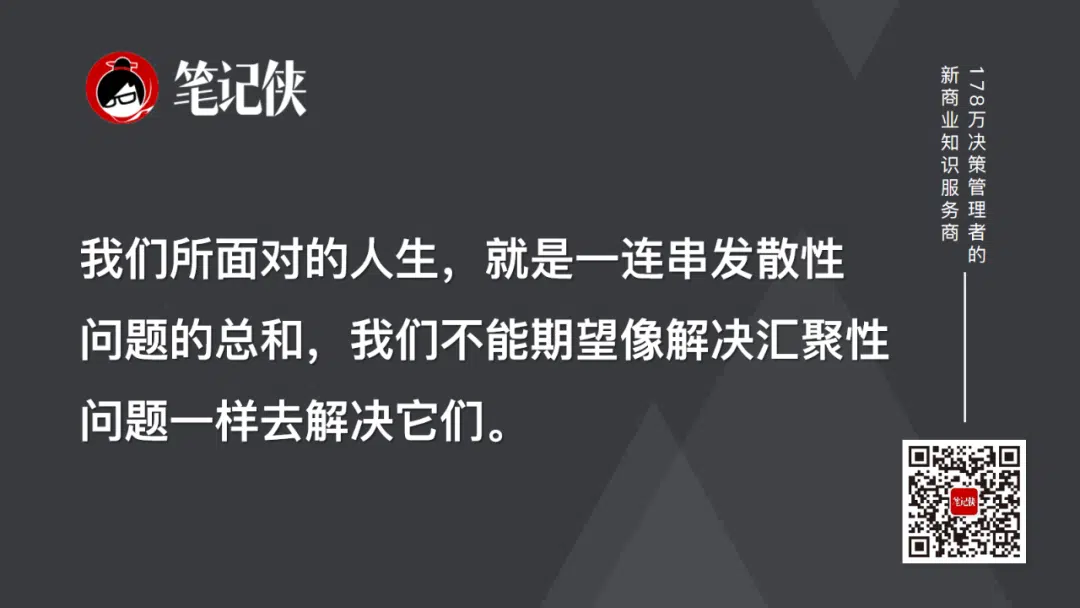 笔记侠
178万决策管理者的
新商业知识服务商
我们所面对的人生，就是一连串发散性
问题的总和，我们不能期望像解决汇聚性
问题一样去解决它们。
笔记侠